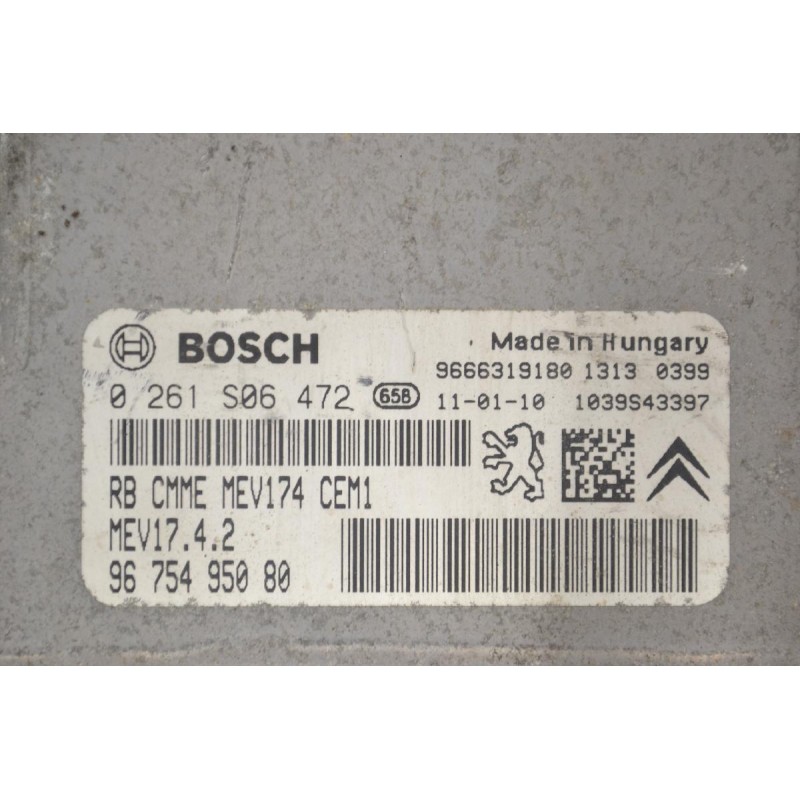 BOSCH
Made in Hungary
9666319180 1313 0399
0 261 S06 472 658
11-01-10 1039S43397
RB CMME MEV174 CEM1
MEV17.4.2
96 754 950 80